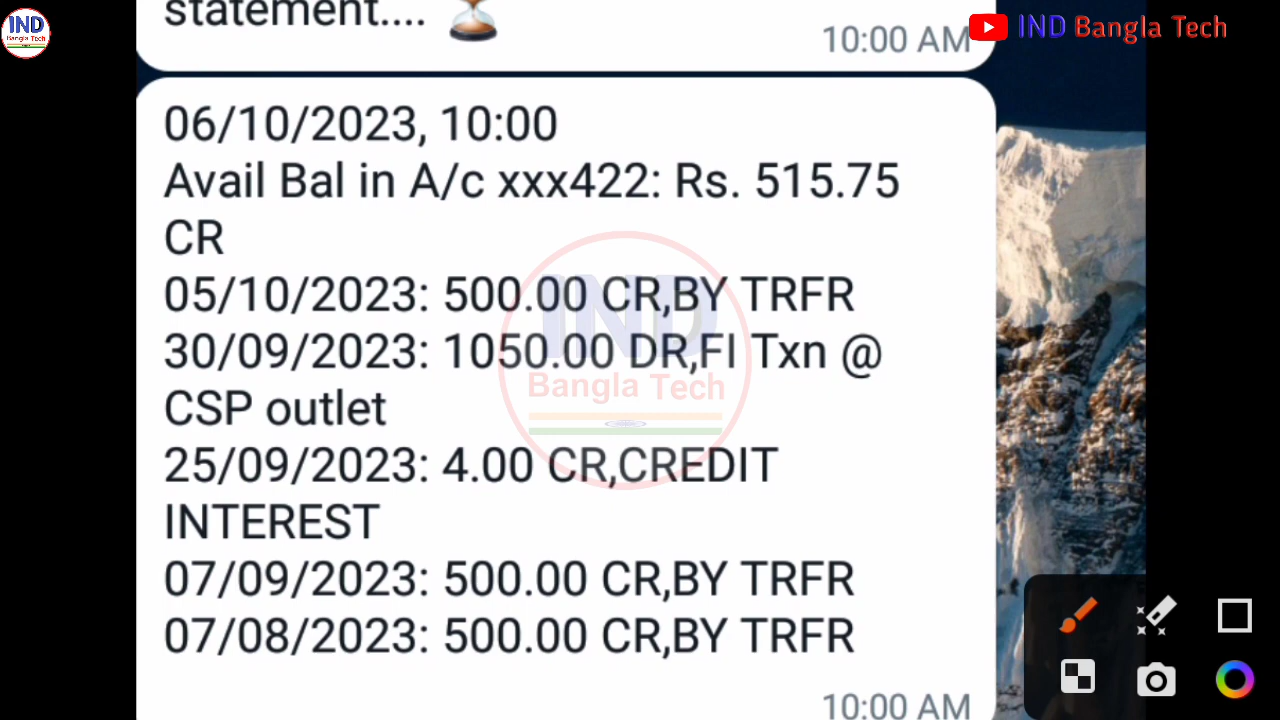 IND
Bangla Tech
statement.... ⏳
10:00 AM
IND Bangla Tech
06/10/2023, 10:00
Avail Bal in A/c xxx422: Rs. 515.75
CR
05/10/2023: 500.00 CR,BY TRFR
30/09/2023: 1050.00 DR,FI Txn @
CSP outlet
25/09/2023: 4.00 CR,CREDIT
INTEREST
07/09/2023: 500.00 CR,BY TRFR
07/08/2023: 500.00 CR,BY TRFR
10:00 AM
IND
Bangla Tech